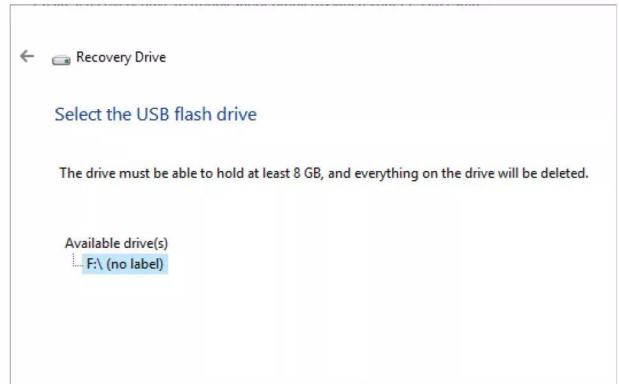 Recovery Drive
Select the USB flash drive
The drive must be able to hold at least 8 GB, and everything on the drive will be deleted.
Available drive(s)
F:\ (no label)